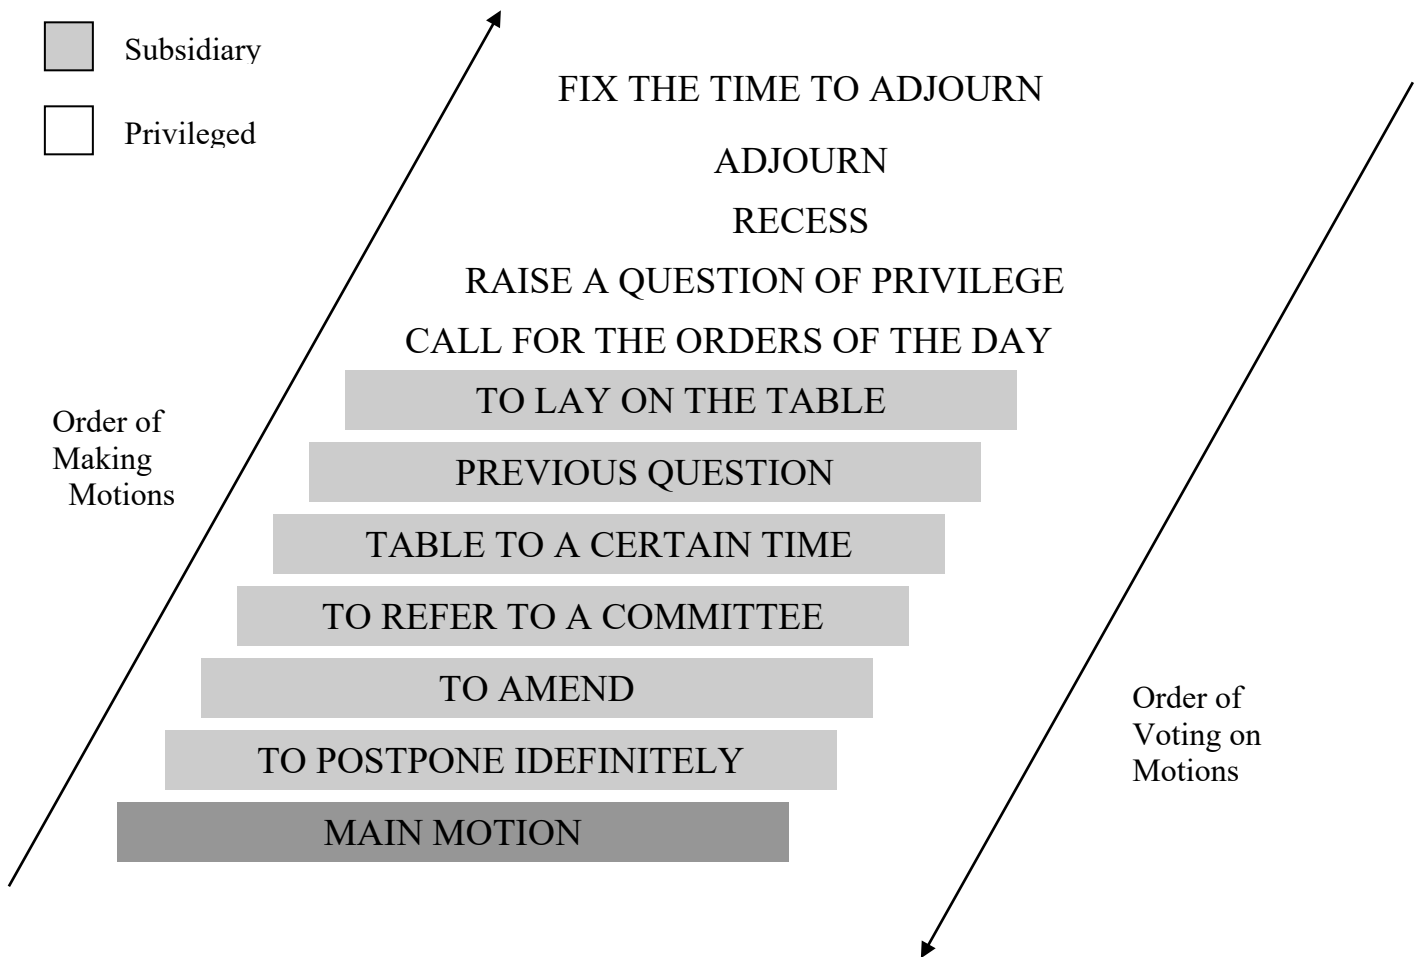 Subsidiary
Privileged
FIX THE TIME TO ADJOURN
ADJOURN
RECESS
RAISE A QUESTION OF PRIVILEGE
CALL FOR THE ORDERS OF THE DAY
TO LAY ON THE TABLE
PREVIOUS QUESTION
TABLE TO A CERTAIN TIME
TO REFER TO A COMMITTEE
TO AMEND
TO POSTPONE IDEFINITELY
MAIN MOTION
Order of
Making
Motions
Order of
Voting on
Motions